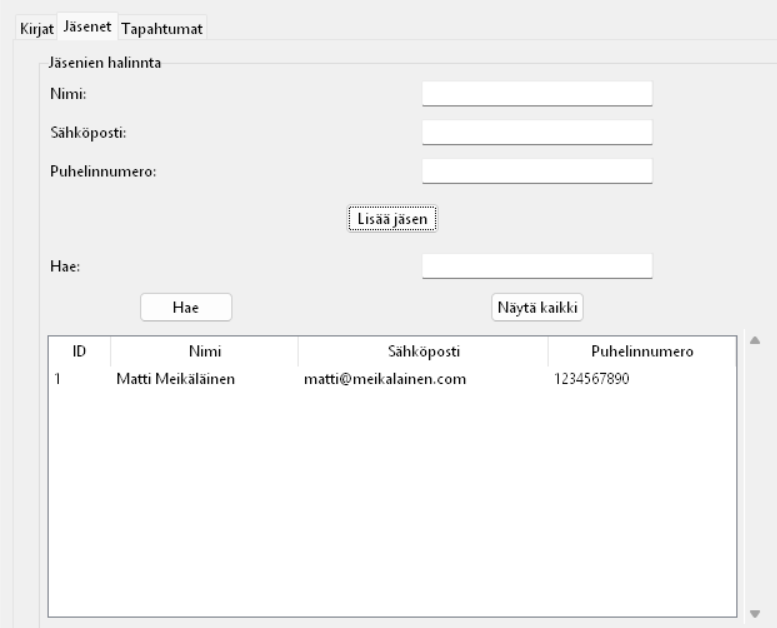 Kirjat Jäsenet Tapahtumat
Jäsenien halinnta
Nimi:
Sähköposti:
Puhelinnumero:
Lisää jäsen
Hae:
Hae Näytä kaikki
ID Nimi Sähköposti Puhelinnumero
1 Matti Meikäläinen matti@meikalainen.com 1234567890